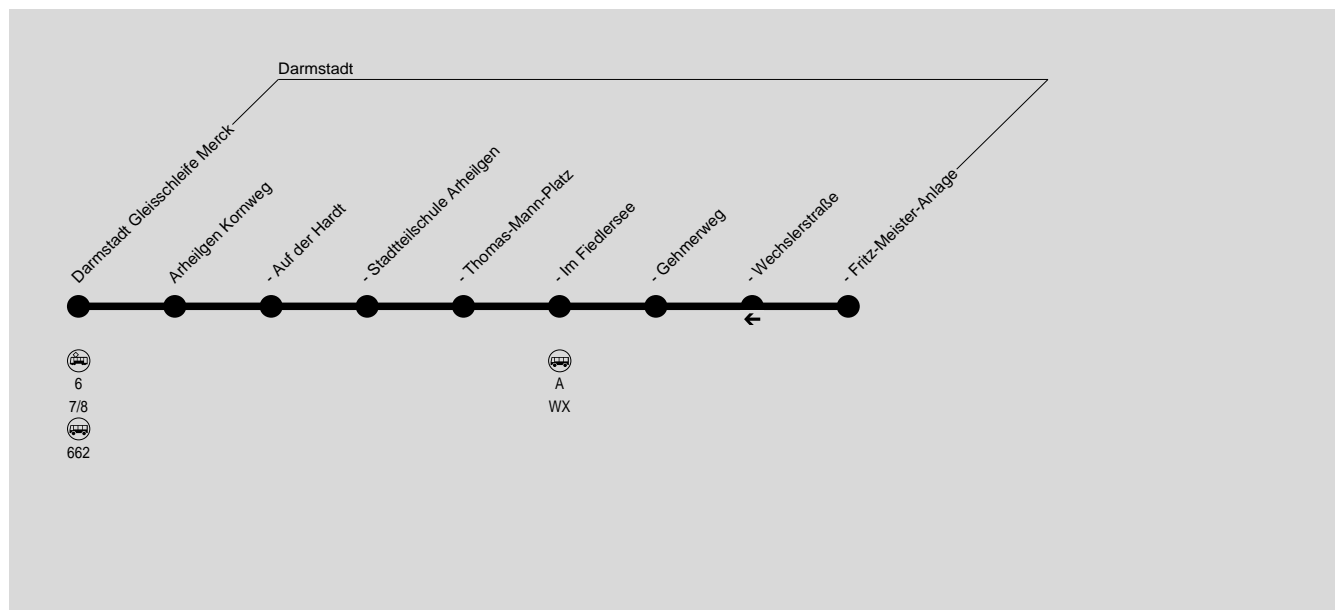 Darmstadt
Darmstadt Gleisschleife Merck
Arheilgen Kornweg
- Auf der Hardt
- Stadtteilschule Arheilgen
- Thomas-Mann-Platz
- Im Fiedlersee
- Gehmerweg
- Wechslerstraße
- Fritz-Meister-Anlage
6
7/8
662
A
WX